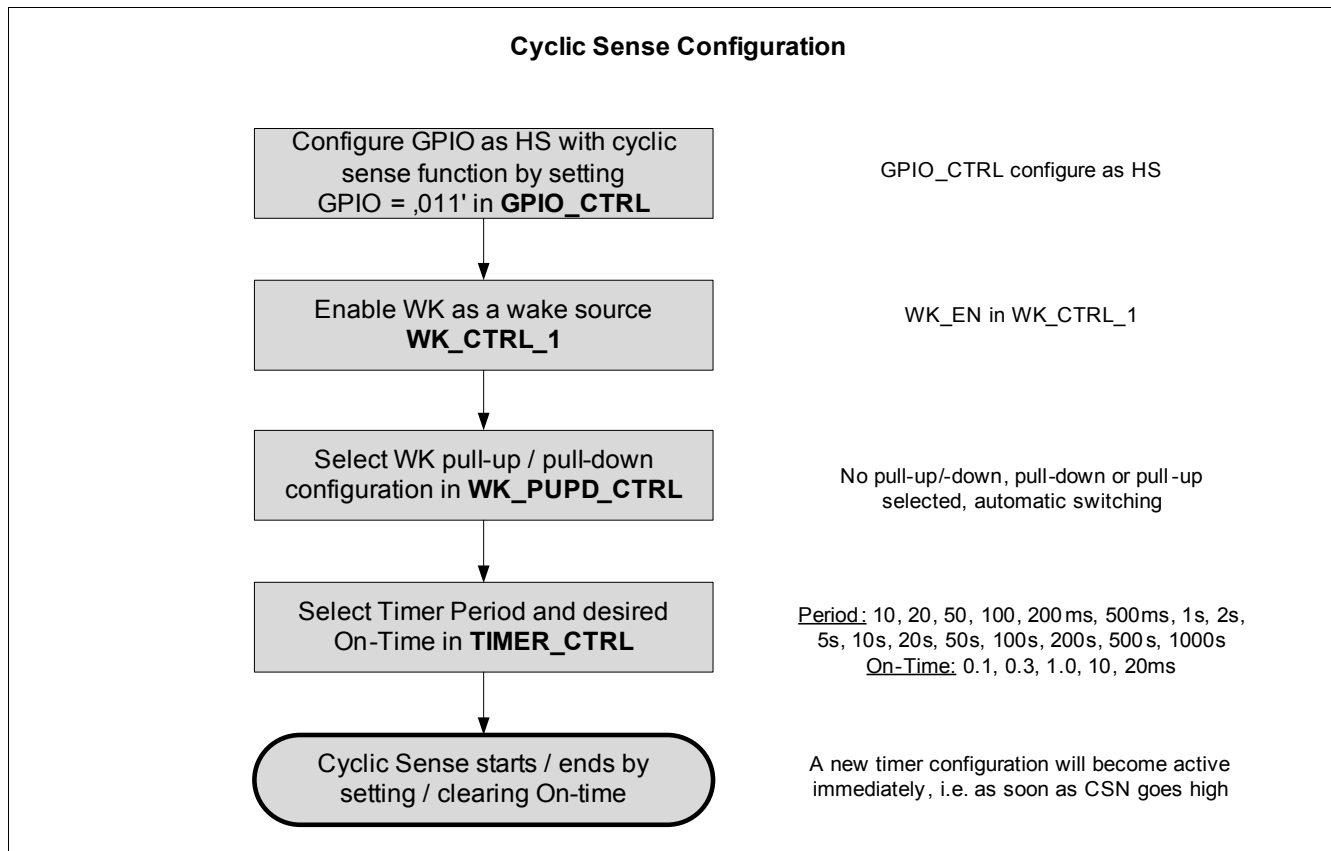 Cyclic Sense Configuration
Configure GPIO as HS with cyclic
sense function by setting
GPIO = ‚011' in GPIO_CTRL
GPIO_CTRL configure as HS
Enable WK as a wake source
WK_CTRL_1
WK_EN in WK_CTRL_1
Select WK pull-up / pull-down
configuration in WK_PUPD_CTRL
No pull-up/-down, pull-down or pull-up
selected, automatic switching
Select Timer Period and desired
On-Time in TIMER_CTRL
Period: 10, 20, 50, 100, 200ms, 500ms, 1s, 2s,
5s, 10s, 20s, 50s, 100s, 200s, 500s, 1000s
On-Time: 0.1, 0.3, 1.0, 10, 20ms
Cyclic Sense starts / ends by
setting / clearing On-time
A new timer configuration will become active
immediately, i.e. as soon as CSN goes high